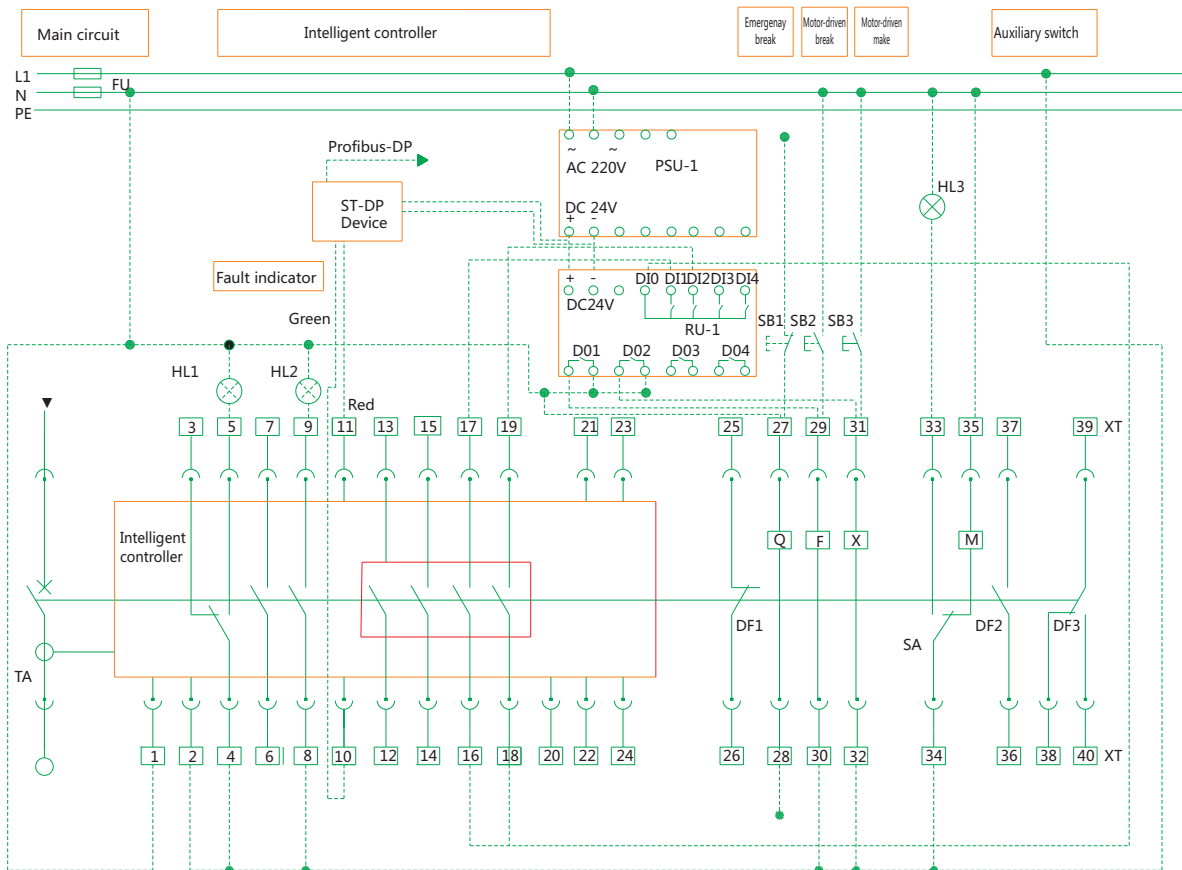 Main circuit
Intelligent controller
Emergenay
break
Motor-driven
break
Motor-driven
make
Auxiliary switch
L1
FU
N
PE
Profibus-DP
~ ~
AC 220V PSU-1
DC 24V
+ -
ST-DP
Device
HL3
Fault indicator
+ - DI0 DI1 DI2 DI3 DI4
DC24V
RU-1
Green
SB1 SB2 SB3
D01 D02 D03 D04
HL1 HL2
Red
3 5 7 9 11 13 15 17 19 21 23 25 27 29 31 33 35 37 39 XT
Intelligent
controller
Q F X M
DF1 SA DF2 DF3
TA
1 2 4 6 8 10 12 14 16 18 20 22 24 26 28 30 32 34 36 38 40 XT